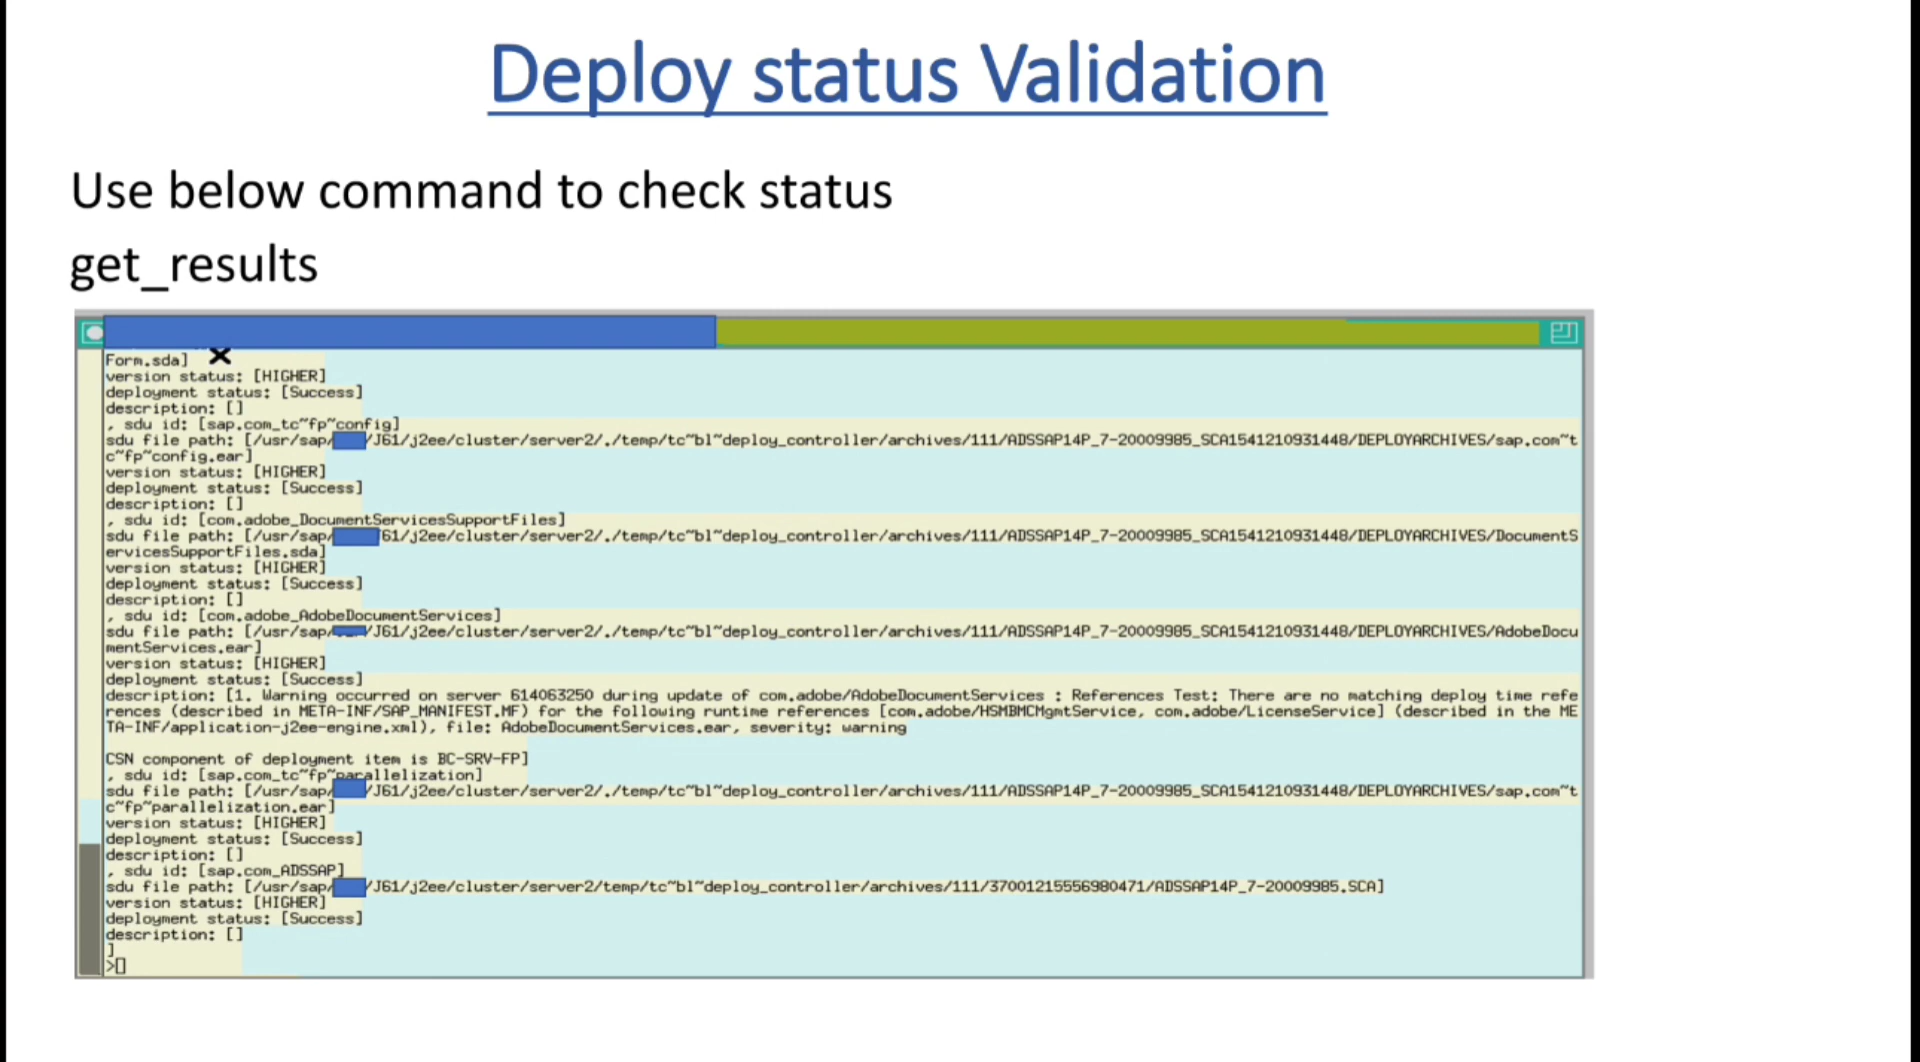 Deploy status Validation
Use below command to check status
get_results
Form.sda]
version status: [HIGHER]
deployment status: [Success]
description: []
, sdu id: [sap.com_tc~fp~config]
sdu file path: [/usr/sap/ /J61/j2ee/cluster/server2/./temp/tc~bl~deploy_controller/archives/111/ADSSAP14P_7-20009985_SCA1541210931448/DEPLOYARCHIVES/sap.com~t
c~fp~config.ear]
version status: [HIGHER]
deployment status: [Success]
description: []
, sdu id: [com.adobe_DocumentServicesSupportFiles]
sdu file path: [/usr/sap/ 61/j2ee/cluster/server2/./temp/tc~bl~deploy_controller/archives/111/ADSSAP14P_7-20009985_SCA1541210931448/DEPLOYARCHIVES/DocumentS
ervicesSupportFiles.sda]
version status: [HIGHER]
deployment status: [Success]
description: []
, sdu id: [com.adobe_AdobeDocumentServices]
sdu file path: [/usr/sap/ /J61/j2ee/cluster/server2/./temp/tc~bl~deploy_controller/archives/111/ADSSAP14P_7-20009985_SCA1541210931448/DEPLOYARCHIVES/AdobeDocu
mentServices.ear]
version status: [HIGHER]
deployment status: [Success]
description: [1. Warning occurred on server 614063250 during update of com.adobe/AdobeDocumentServices : References Test: There are no matching deploy time refe
rences (described in META-INF/SAP_MANIFEST.MF) for the following runtime references [com.adobe/HSMBMCMgmtService, com.adobe/LicenseService] (described in the ME
TA-INF/application-j2ee-engine.xml), file: AdobeDocumentServices.ear, severity: warning
CSN component of deployment item is BC-SRV-FP]
, sdu id: [sap.com_tc~fp~parallelization]
sdu file path: [/usr/sap/ /J61/j2ee/cluster/server2/./temp/tc~bl~deploy_controller/archives/111/ADSSAP14P_7-20009985_SCA1541210931448/DEPLOYARCHIVES/sap.com~t
c~fp~parallelization.ear]
version status: [HIGHER]
deployment status: [Success]
description: []
, sdu id: [sap.com_ADSSAP]
sdu file path: [/usr/sap/ /J61/j2ee/cluster/server2/temp/tc~bl~deploy_controller/archives/111/37001215556980471/ADSSAP14P_7-20009985.SCA]
version status: [HIGHER]
deployment status: [Success]
description: []
]
>